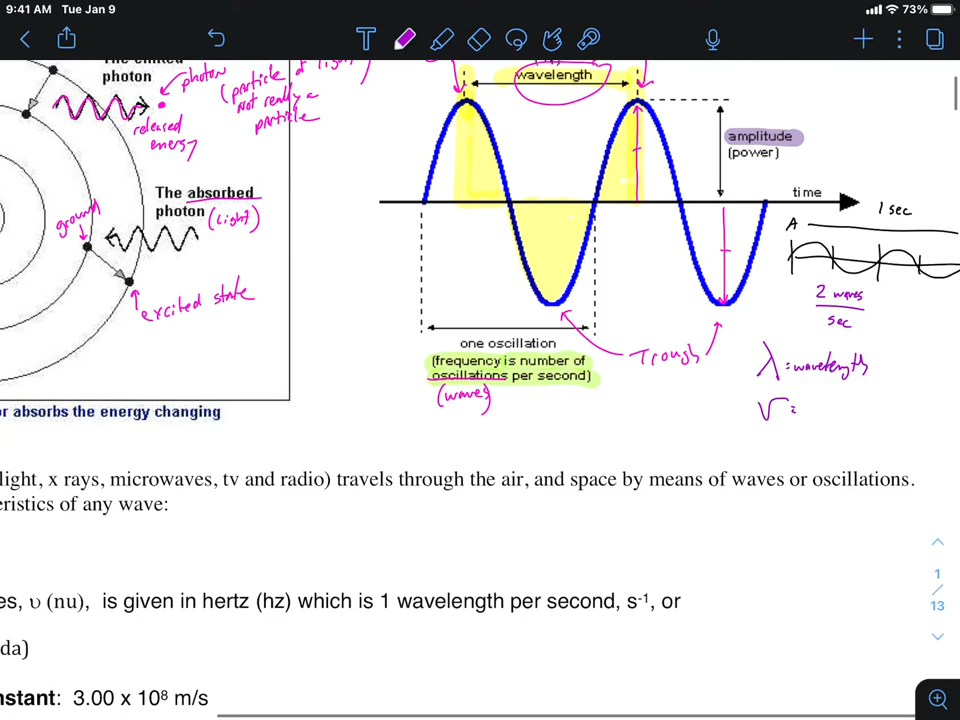 9:41 AM Tue Jan 9
73%
photon
photon
(particle of light)
not really a
particle
released
energy
The absorbed
photon
(light)
ground
excited state
or absorbs the energy changing
wavelength
amplitude
(power)
time
1 sec
A
2 waves
sec
one oscillation
(frequency is number of
oscillations per second)
(waves)
Trough
λ = wavelength
ν =
light, x rays, microwaves, tv and radio) travels through the air, and space by means of waves or oscillations.
eristics of any wave:
es, υ (nu), is given in hertz (hz) which is 1 wavelength per second, s⁻¹, or
da)
nstant: 3.00 x 10⁸ m/s
1
/
13